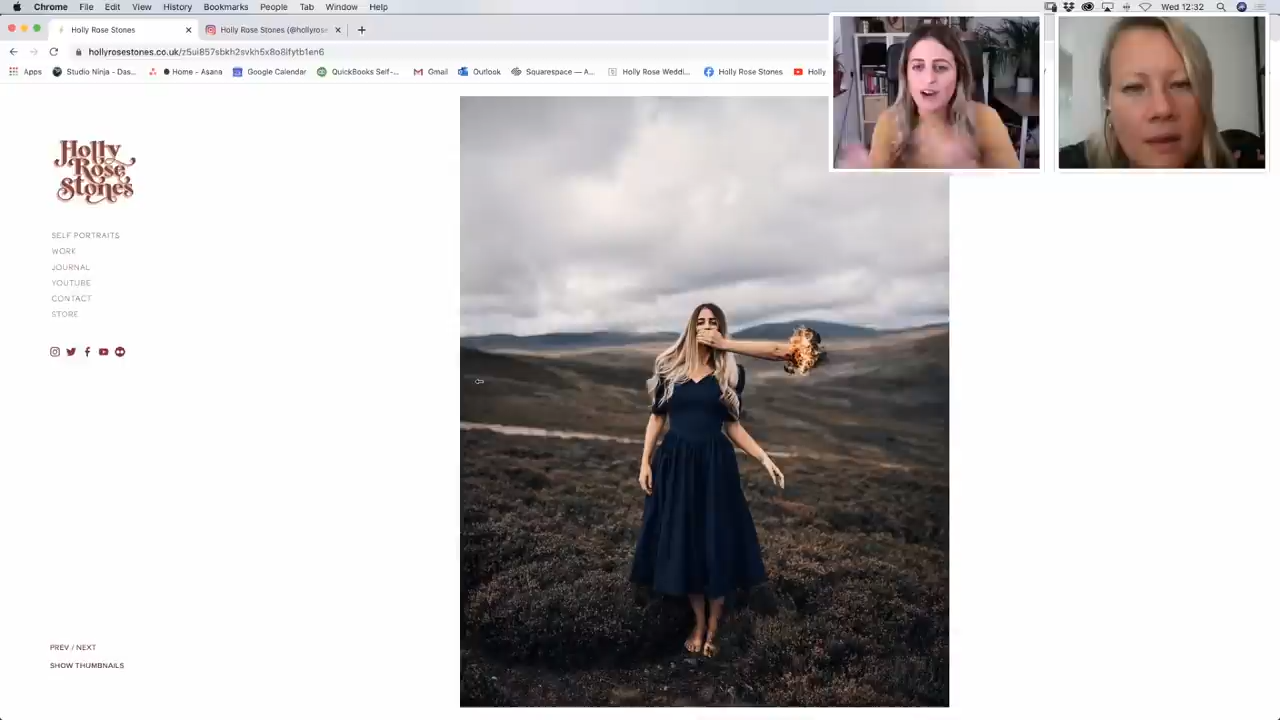 Chrome File Edit View History Bookmarks People Tab Window Help
Wed 12:32
Holly Rose Stones
Holly Rose Stones (@hollyros
hollyrosestones.co.uk/z5ui857sbkh2svkh5x8o8lfytb1en6
Apps Studio Ninja - Das... Home - Asana Google Calendar QuickBooks Self-... Gmail Outlook Squarespace — A... Holly Rose Weddi... Holly Rose Stones Holly
Holly
Rose
Stones
SELF PORTRAITS
WORK
JOURNAL
YOUTUBE
CONTACT
STORE
PREV / NEXT
SHOW THUMBNAILS